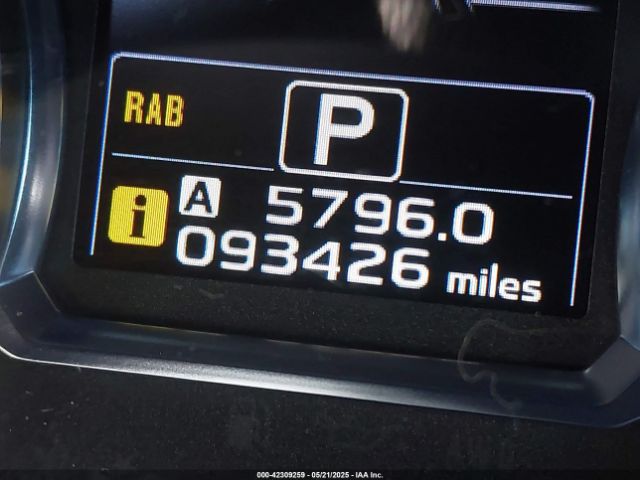 RAB
P
i A 5796.0
093426 miles
000-42309259 - 05/21/2025 - IAA Inc.